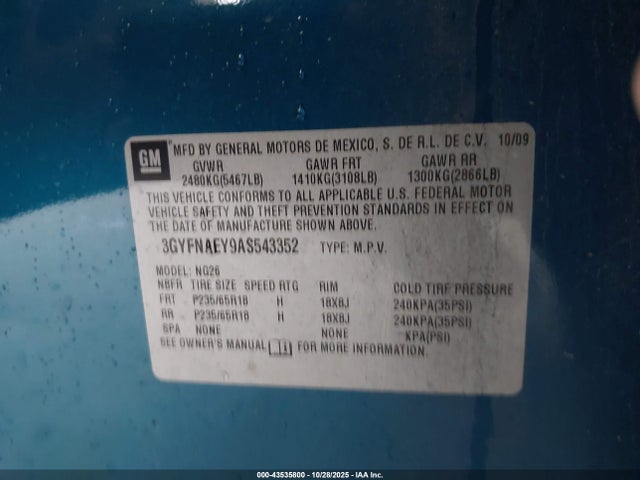 GM
MFD BY GENERAL MOTORS DE MEXICO, S. DE R.L. DE C.V. 10/09
GVWR GAWR FRT GAWR RR
2480KG(5467LB) 1410KG(3108LB) 1300KG(2866LB)
THIS VEHICLE CONFORMS TO ALL APPLICABLE U.S. FEDERAL MOTOR
VEHICLE SAFETY AND THEFT PREVENTION STANDARDS IN EFFECT ON
THE DATE OF MANUFACTURE SHOWN ABOVE.
3GYFNAEY9AS543352 TYPE: M.P.V.
MODEL: NG26
NBFR TIRE SIZE SPEED RTG RIM COLD TIRE PRESSURE
FRT P235/65R18 H 18X8J 240KPA(35PSI)
RR P235/65R18 H 18X8J 240KPA(35PSI)
SPA NONE NONE KPA(PSI)
SEE OWNER'S MANUAL FOR MORE INFORMATION.
000-43535800 - 10/28/2025 - IAA Inc.